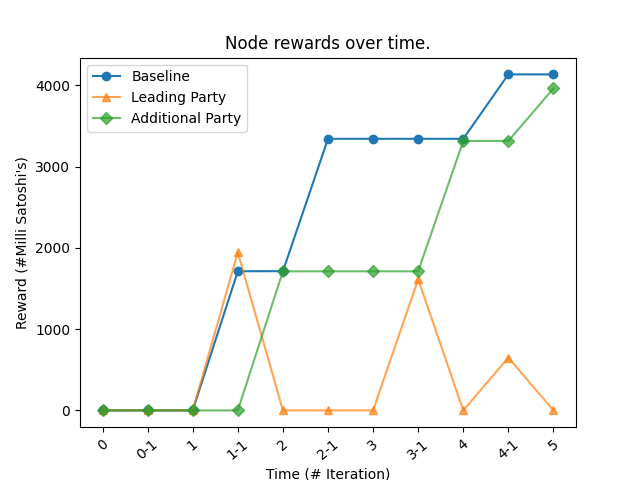 Node rewards over time.
Baseline
Leading Party
Additional Party
Reward (#Milli Satoshi's)
4000
3000
2000
1000
0
0 0-1 1 1-1 2 2-1 3 3-1 4 4-1 5
Time (# Iteration)